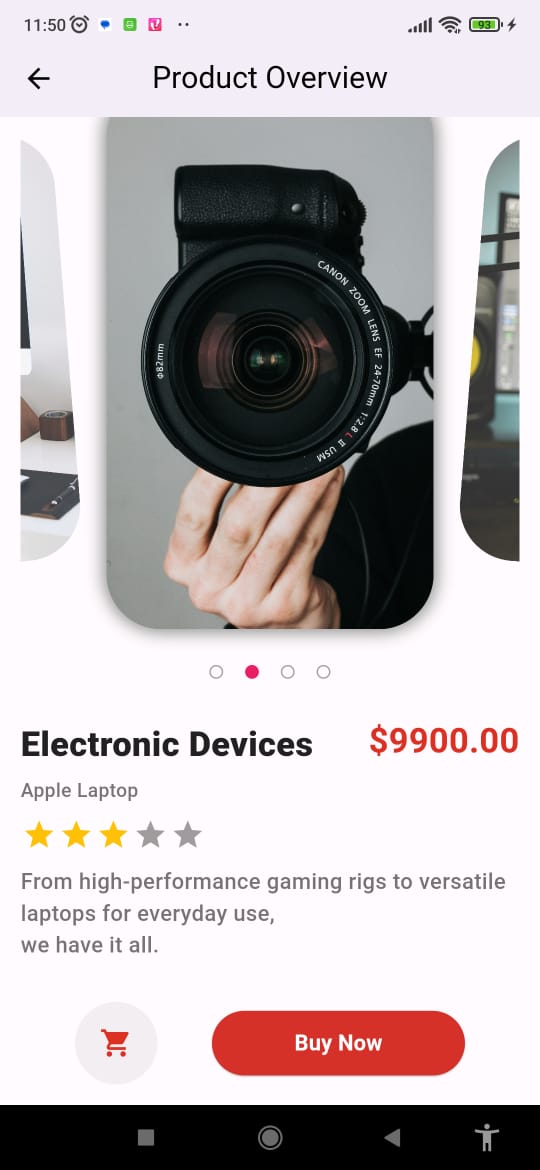 11:50
93
Product Overview
CANON ZOOM LENS EF 24-70mm 1:2.8 L II USM
Φ82mm
Electronic Devices
$9900.00
Apple Laptop
From high-performance gaming rigs to versatile
laptops for everyday use,
we have it all.
Buy Now